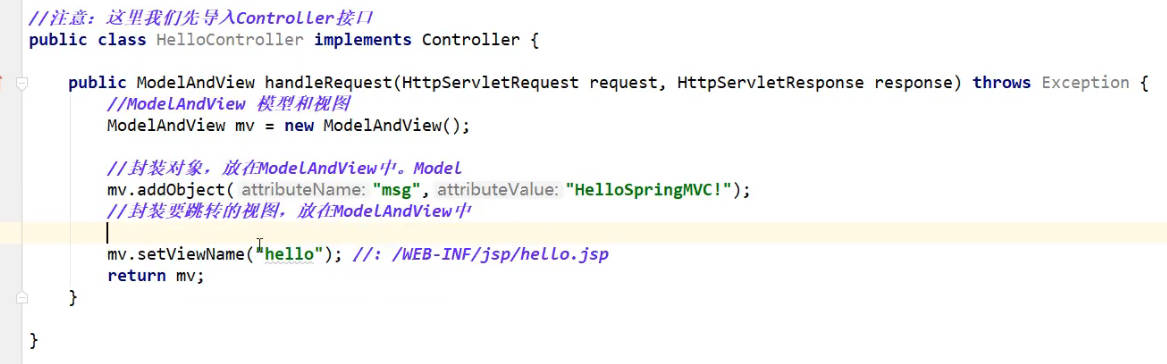 //注意：这里我们先导入Controller接口
public class HelloController implements Controller {
public ModelAndView handleRequest(HttpServletRequest request, HttpServletResponse response) throws Exception {
//ModelAndView 模型和视图
ModelAndView mv = new ModelAndView();
//封装对象，放在ModelAndView中。Model
mv.addObject( attributeName: "msg", attributeValue: "HelloSpringMVC!");
//封装要跳转的视图，放在ModelAndView中
mv.setViewName("hello"); //: /WEB-INF/jsp/hello.jsp
return mv;
}
}